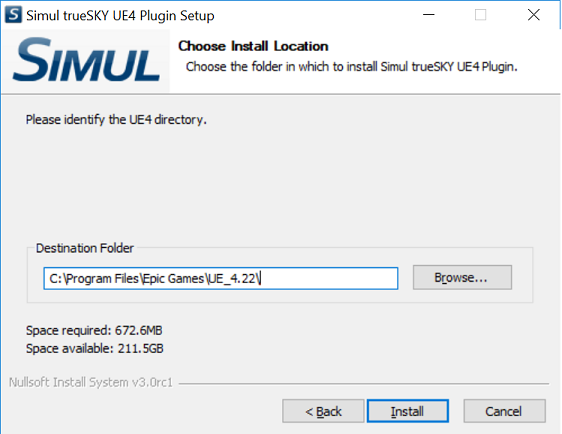 Simul trueSKY UE4 Plugin Setup
SIMUL
Choose Install Location
Choose the folder in which to install Simul trueSKY UE4 Plugin.
Please identify the UE4 directory.
Destination Folder
C:\Program Files\Epic Games\UE_4.22\
Browse...
Space required: 672.6MB
Space available: 211.5GB
Nullsoft Install System v3.0rc1
< Back Install Cancel